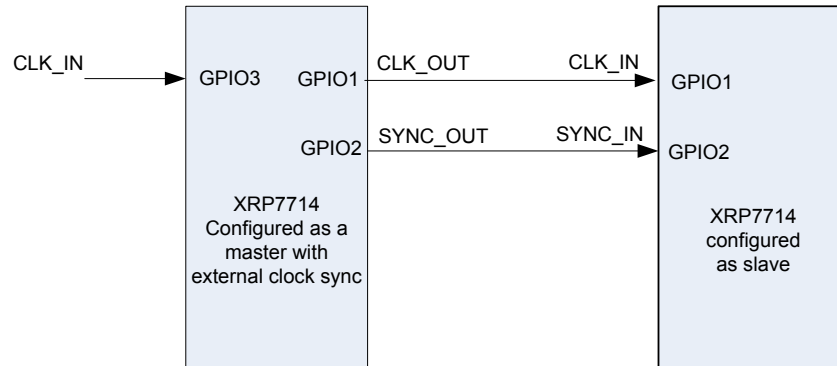 CLK_IN
GPIO3
GPIO1
CLK_OUT
CLK_IN
GPIO1
GPIO2
SYNC_OUT
SYNC_IN
GPIO2
XRP7714
Configured as a
master with
external clock sync
XRP7714
configured
as slave